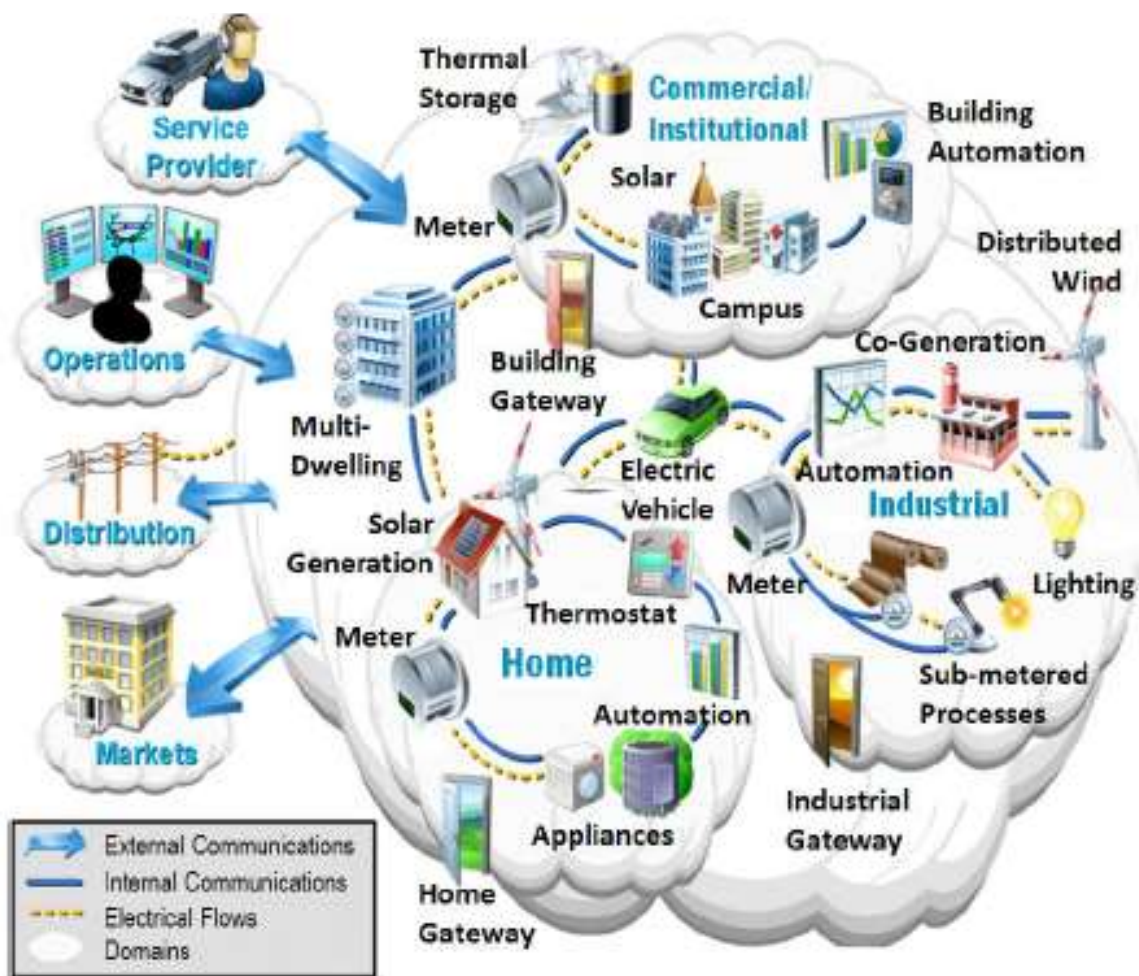 Service
Provider
Operations
Distribution
Markets
Thermal
Storage
Commercial/
Institutional
Building
Automation
Solar
Meter
Campus
Distributed
Wind
Building
Gateway
Multi-
Dwelling
Co-Generation
Electric
Vehicle
Automation
Industrial
Solar
Generation
Thermostat
Meter
Lighting
Meter
Home
Sub-metered
Processes
Automation
Appliances
Industrial
Gateway
Home
Gateway
External Communications
Internal Communications
Electrical Flows
Domains